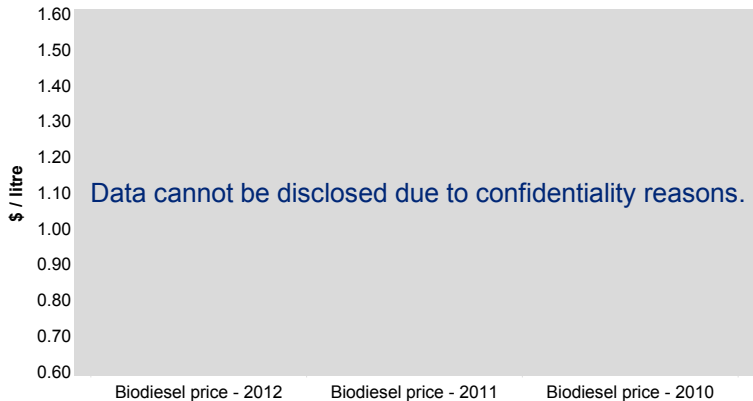 1.60
1.50
1.40
1.30
1.20
1.10
1.00
0.90
0.80
0.70
0.60
$ / litre
Data cannot be disclosed due to confidentiality reasons.
Biodiesel price - 2012
Biodiesel price - 2011
Biodiesel price - 2010